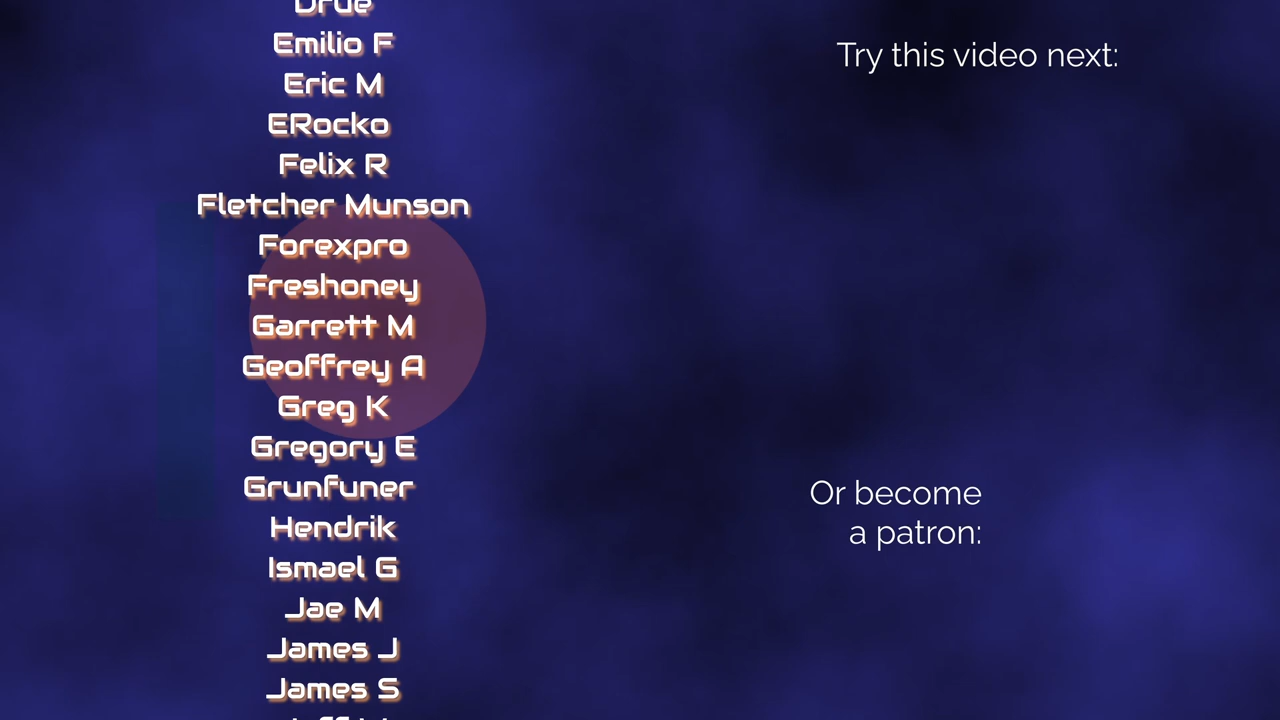 Drue
Emilio F
Eric M
ERocko
Felix R
Fletcher Munson
Forexpro
Freshoney
Garrett M
Geoffrey A
Greg K
Gregory E
Grunfuner
Hendrik
Ismael G
Jae M
James J
James S
Try this video next:
Or become
a patron: